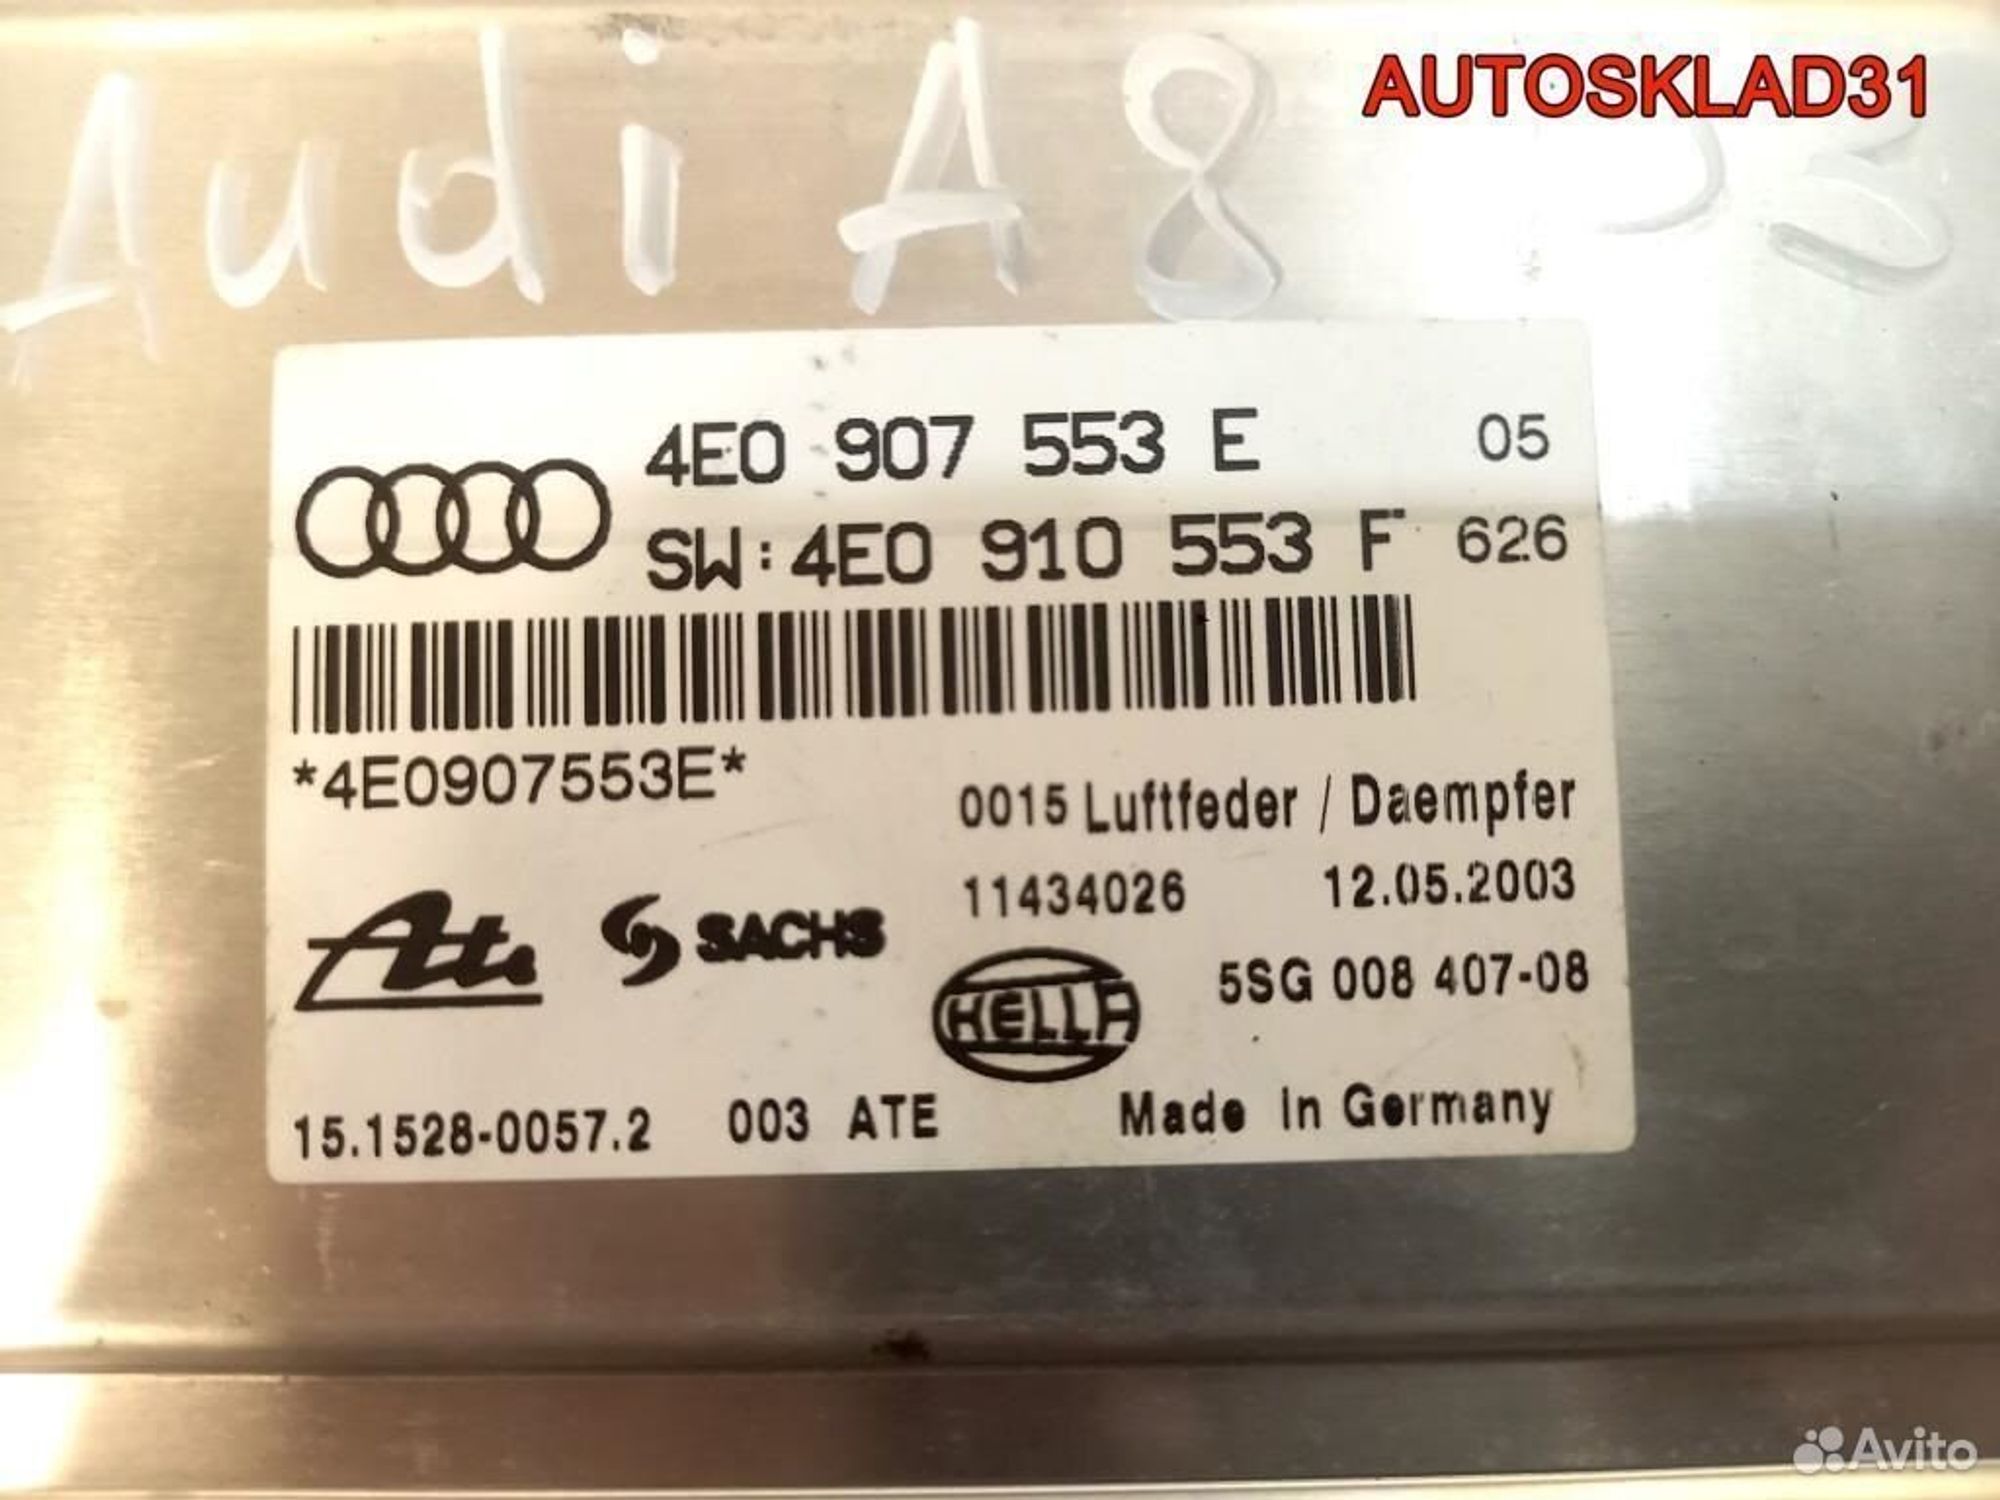 AUTOSKLAD31
Audi A8 D3
4E0 907 553 E 05
SW:4E0 910 553 F 626
*4E0907553E*
0015 Luftfeder / Daempfer
11434026 12.05.2003
Ate SACHS
HELLA 5SG 008 407-08
15.1528-0057.2 003 ATE Made in Germany
Avito